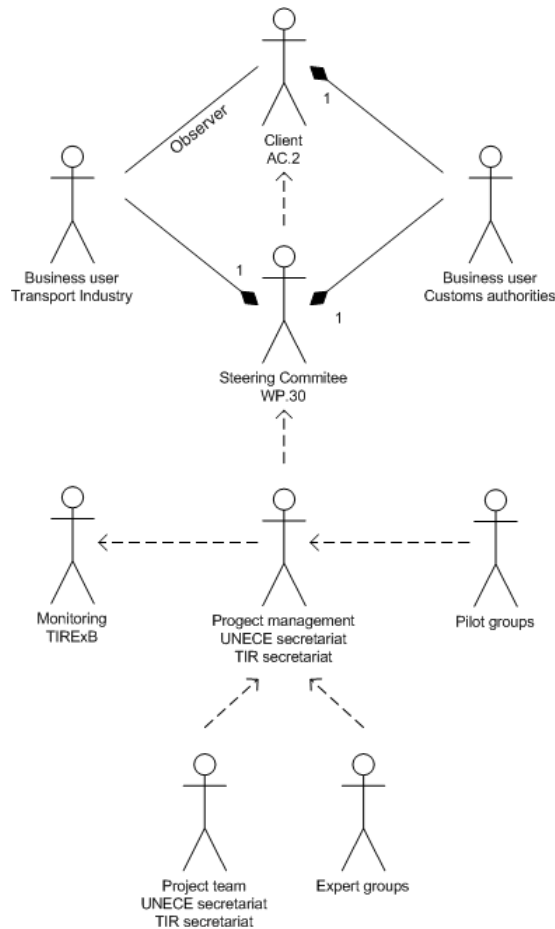 1
Observer
Client
AC.2
Business user
Transport Industry
Business user
Customs authorities
1
1
Steering Commitee
WP.30
Monitoring
TIRExB
Progect management
UNECE secretariat
TIR secretariat
Pilot groups
Project team
UNECE secretariat
TIR secretariat
Expert groups